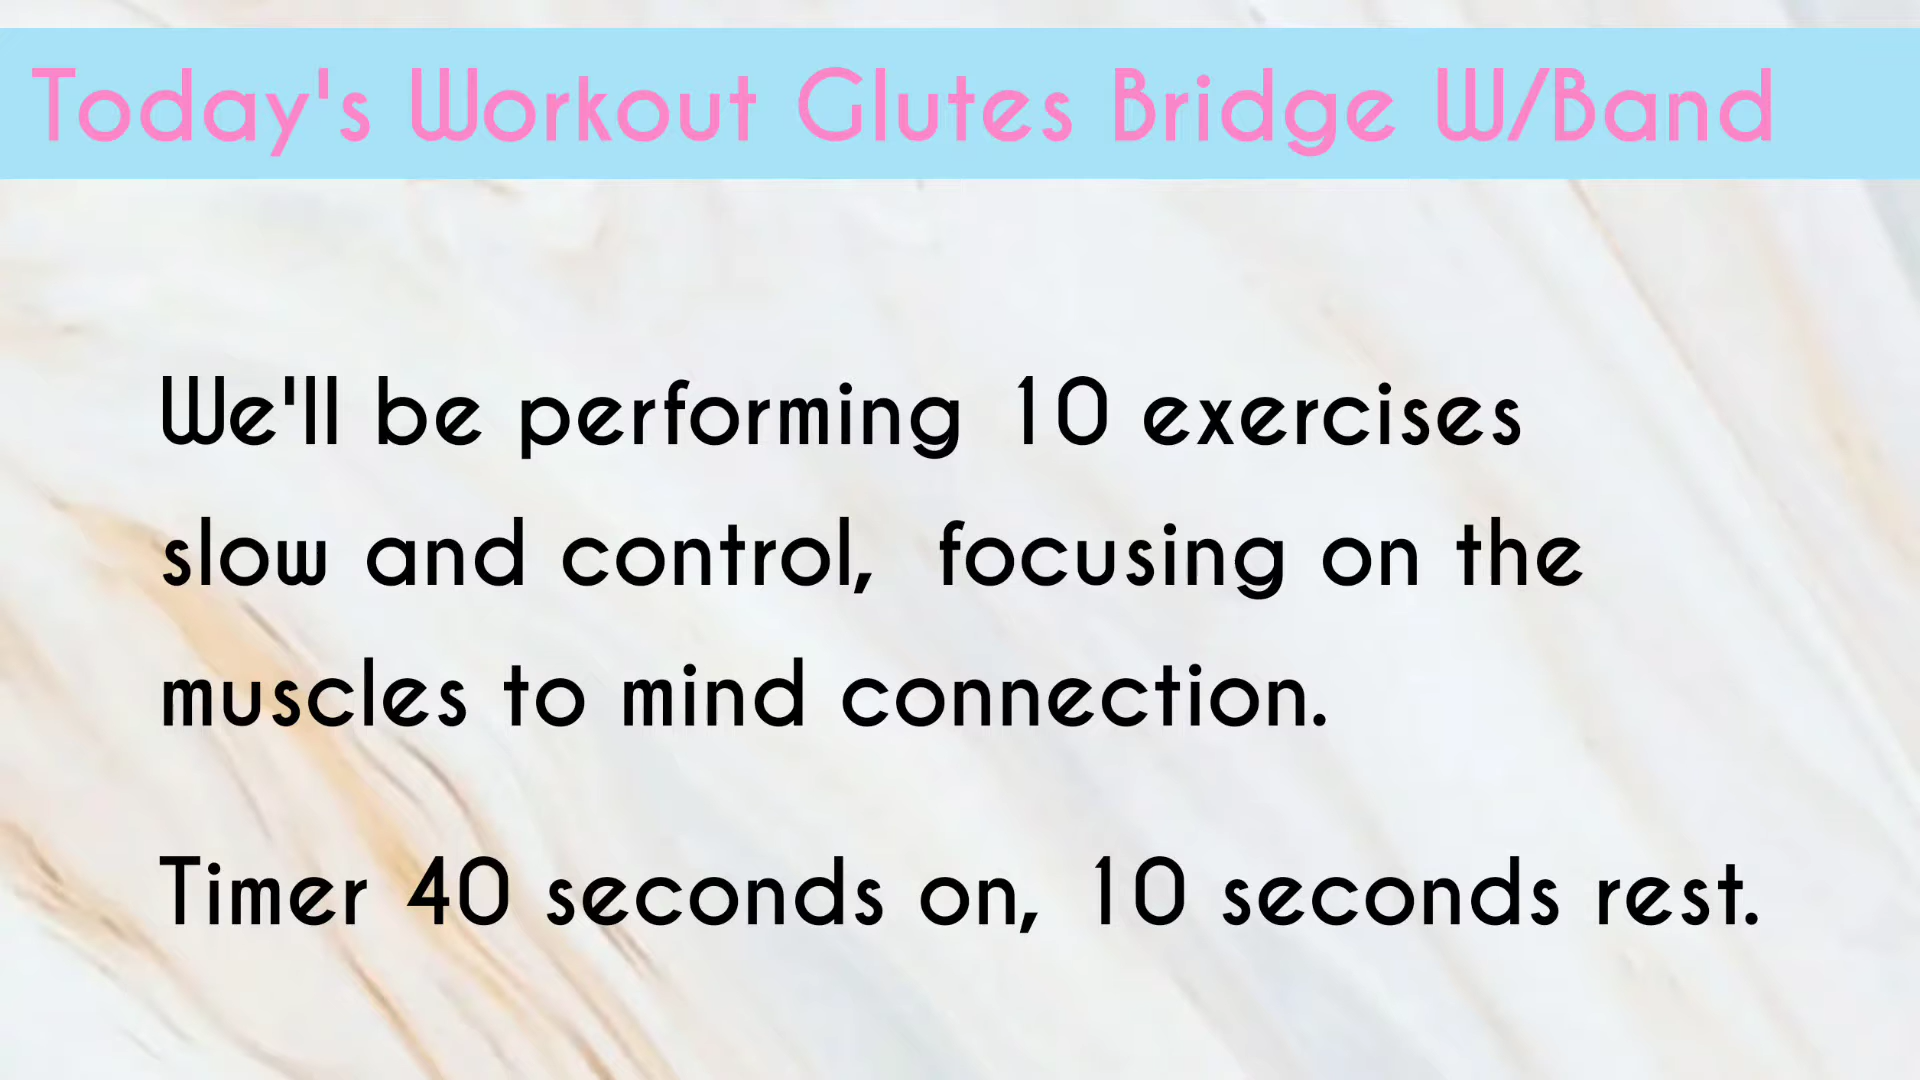 Today's Workout Glutes Bridge W/Band
We'll be performing 10 exercises
slow and control, focusing on the
muscles to mind connection.
Timer 40 seconds on, 10 seconds rest.